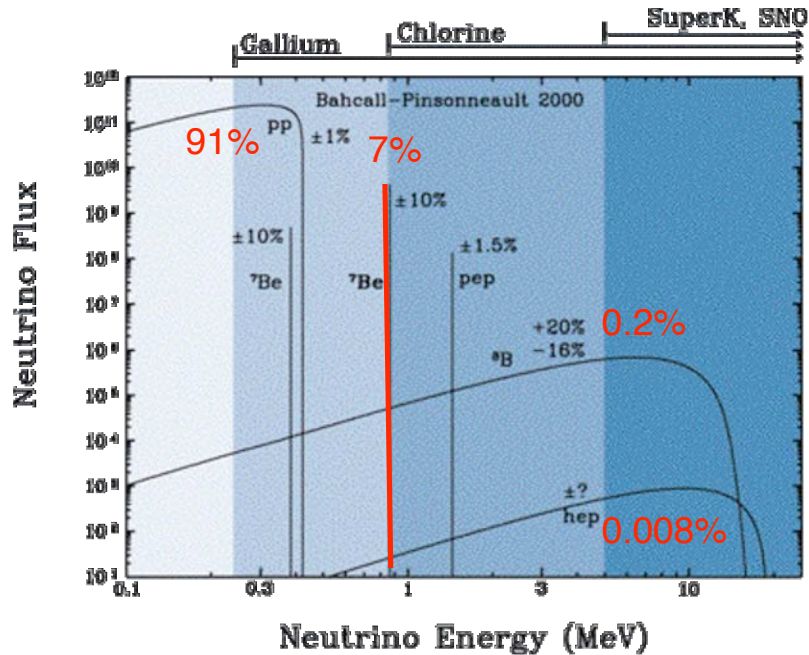 SuperK, SNO
Gallium
Chlorine
Bahcall-Pinsonneault 2000
91%
pp
±1%
7%
±10%
±10%
±1.5%
⁷Be
⁷Be
pep
+20%
0.2%
⁸B
-16%
±?
hep
0.008%
Neutrino Flux
0.1
0.3
1
3
10
Neutrino Energy (MeV)